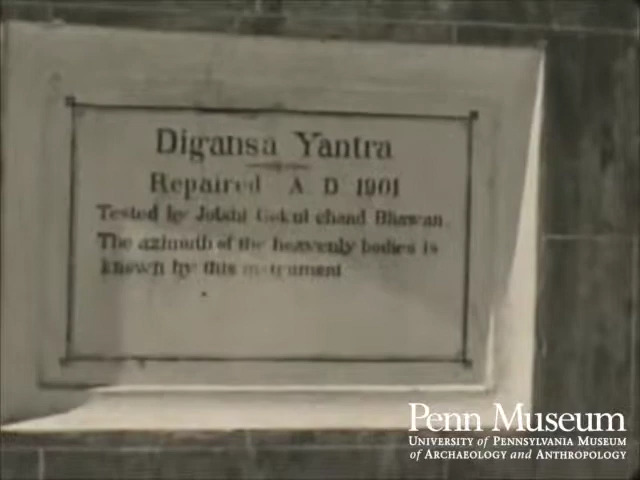 Digansa Yantra
Repaired A D 1901
Tested by Jotshi Gokul chand Bhawan.
The azimuth of the heavenly bodies is
known by this instrument
Penn Museum
UNIVERSITY of PENNSYLVANIA MUSEUM
of ARCHAEOLOGY and ANTHROPOLOGY